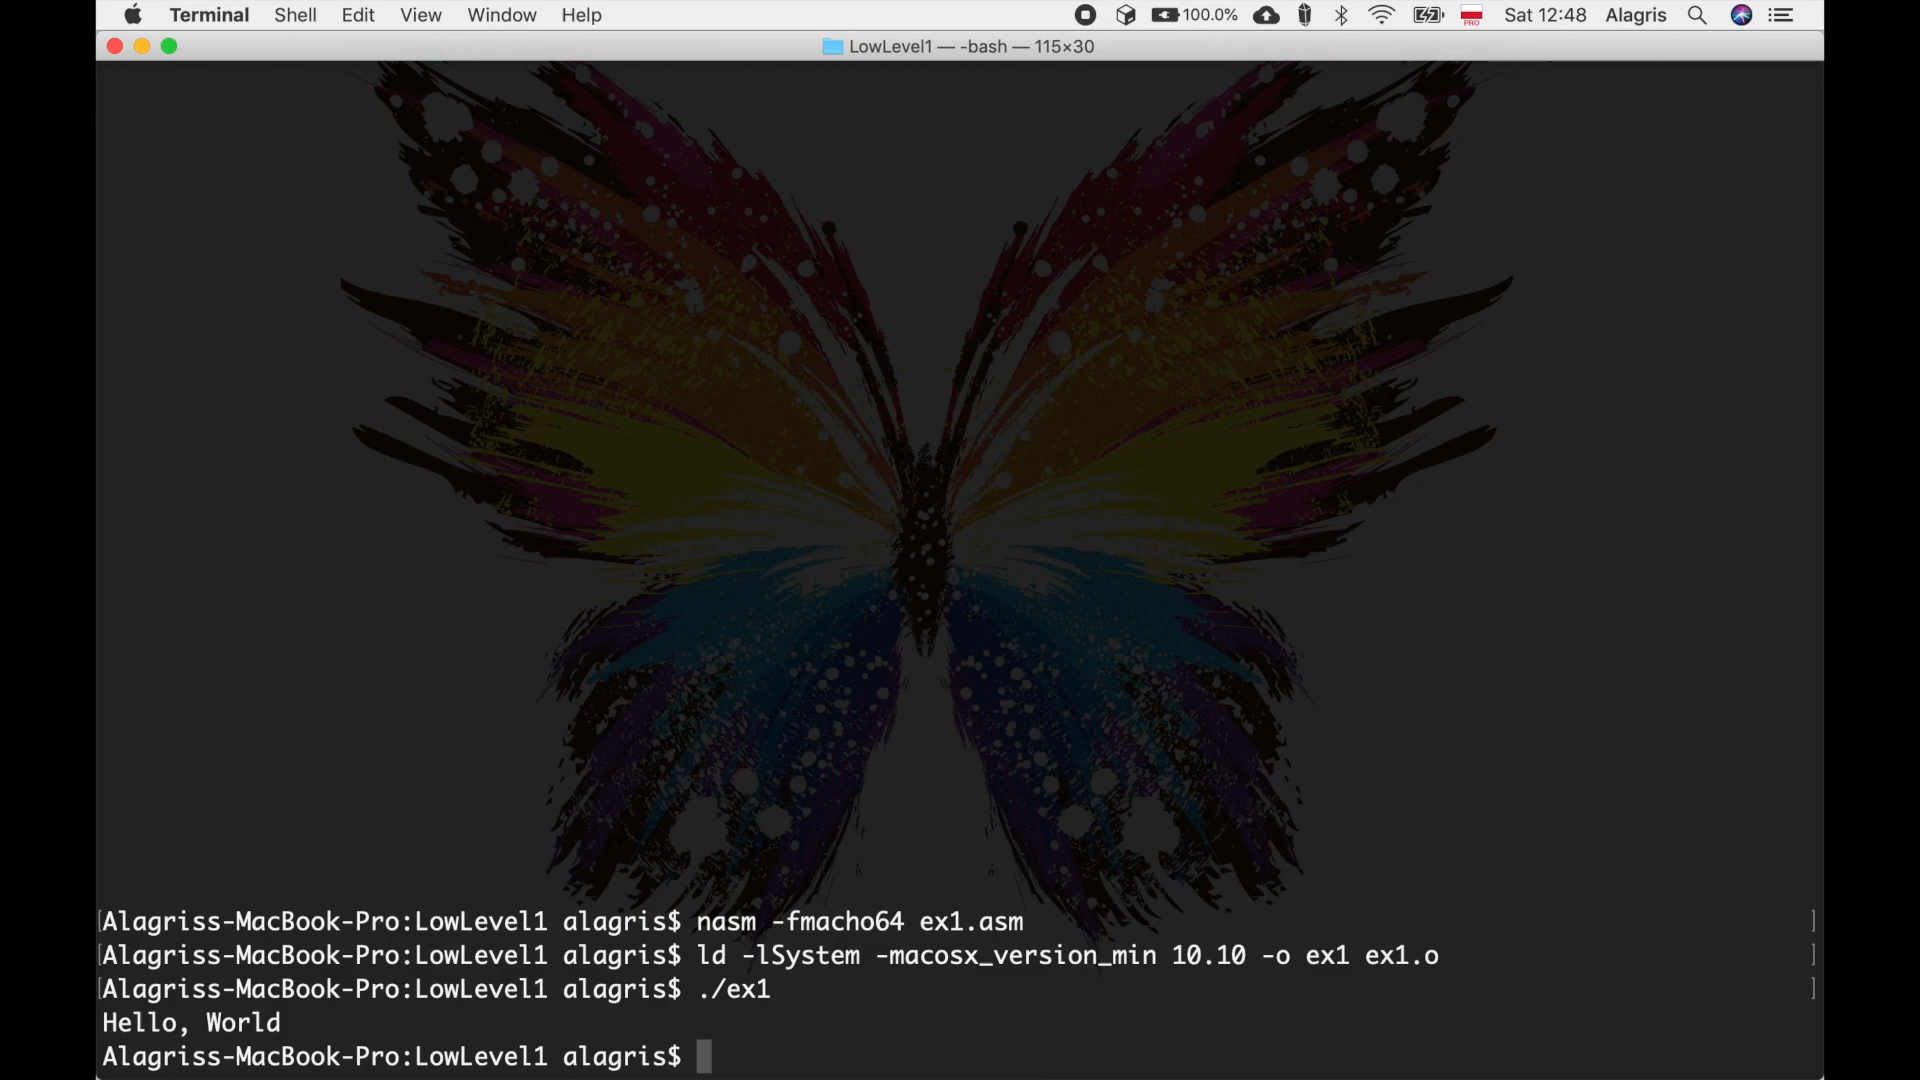 Terminal Shell Edit View Window Help 100.0% PRO Sat 12:48 Alagris
LowLevel1 — -bash — 115×30
[Alagriss-MacBook-Pro:LowLevel1 alagris$ nasm -fmacho64 ex1.asm ]
[Alagriss-MacBook-Pro:LowLevel1 alagris$ ld -lSystem -macosx_version_min 10.10 -o ex1 ex1.o ]
[Alagriss-MacBook-Pro:LowLevel1 alagris$ ./ex1 ]
Hello, World
Alagriss-MacBook-Pro:LowLevel1 alagris$